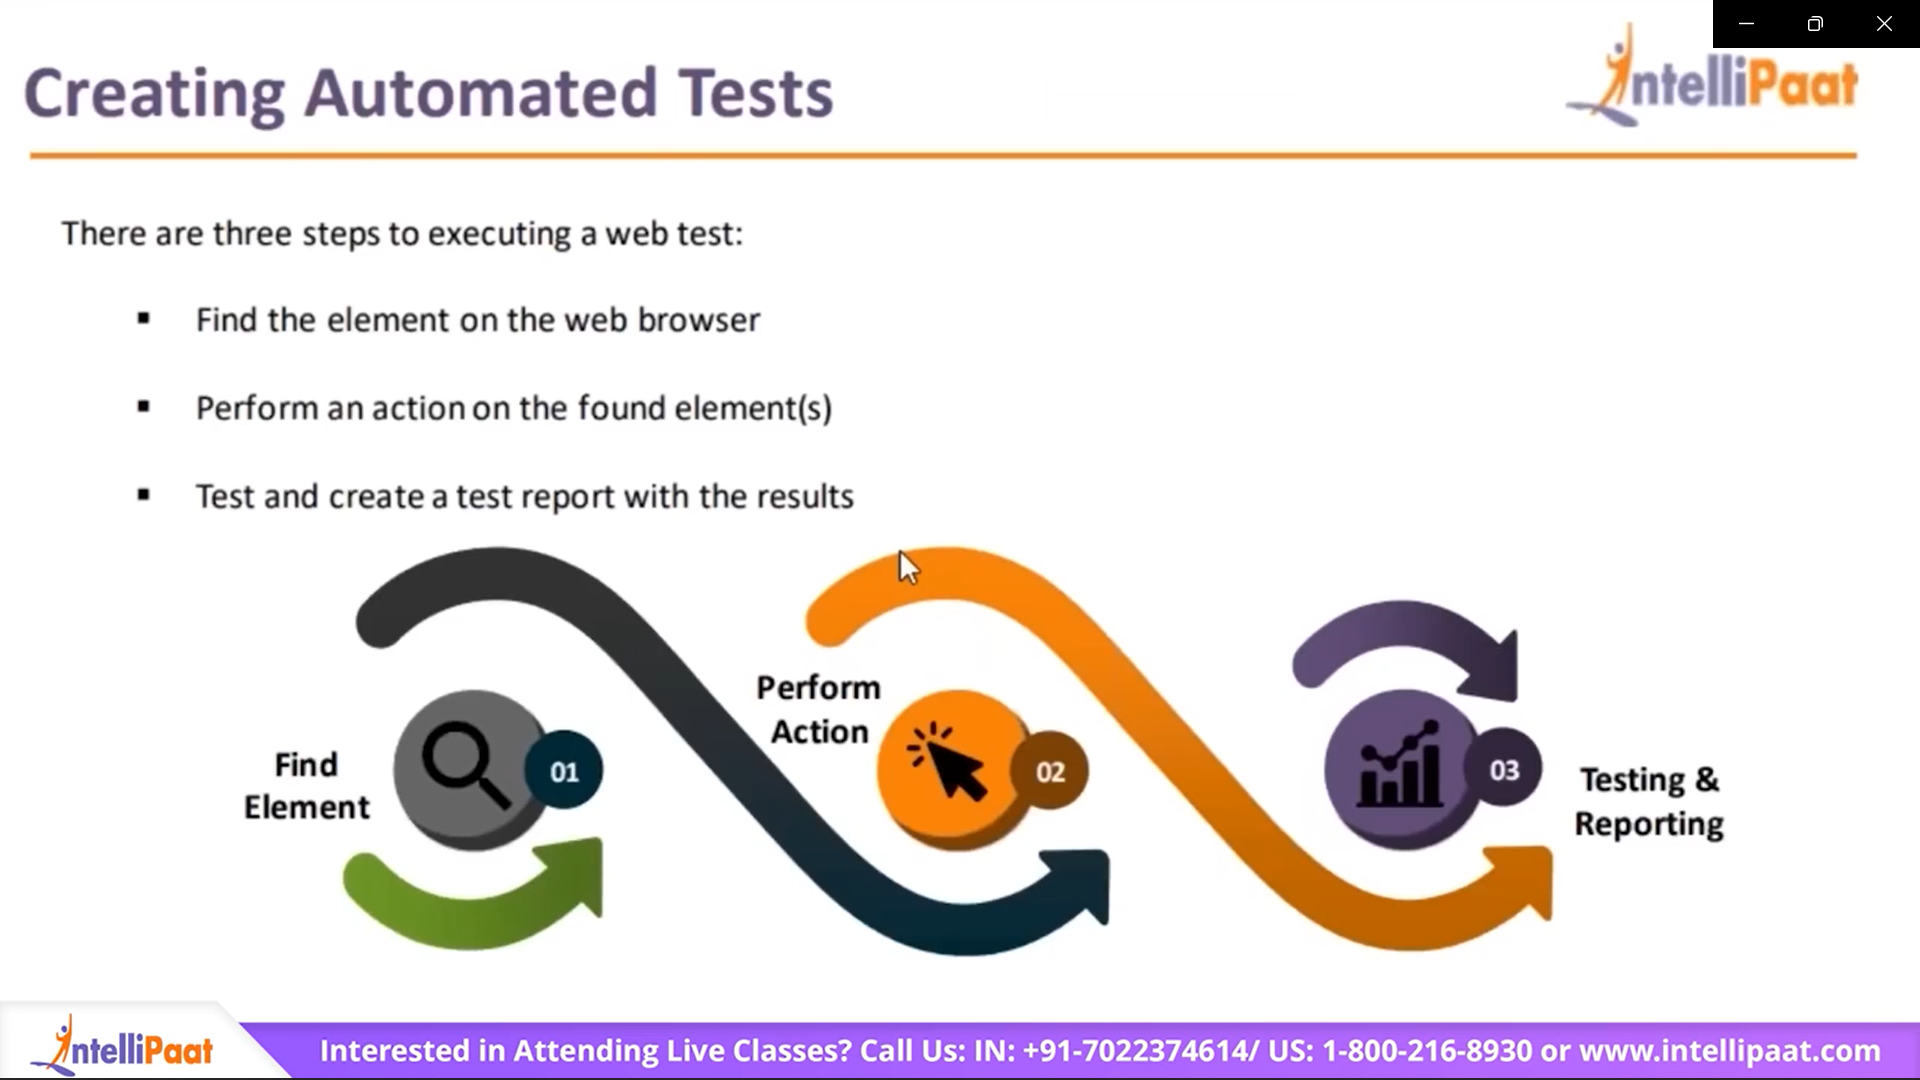 Creating Automated Tests
IntelliPaat
There are three steps to executing a web test:
▪ Find the element on the web browser
▪ Perform an action on the found element(s)
▪ Test and create a test report with the results
Find
Element
01
Perform
Action
02
03
Testing &
Reporting
IntelliPaat
Interested in Attending Live Classes? Call Us: IN: +91-7022374614/ US: 1-800-216-8930 or www.intellipaat.com